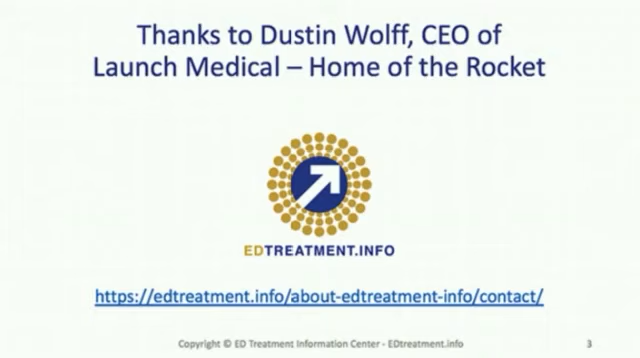 Thanks to Dustin Wolff, CEO of
Launch Medical – Home of the Rocket
EDTREATMENT.INFO
https://edtreatment.info/about-edtreatment-info/contact/
Copyright © ED Treatment Information Center - EDtreatment.info
3